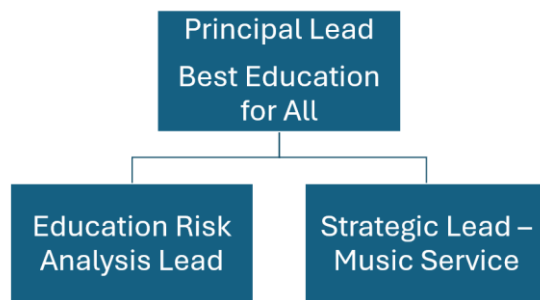 Principal Lead
Best Education
for All
Education Risk
Analysis Lead
Strategic Lead –
Music Service